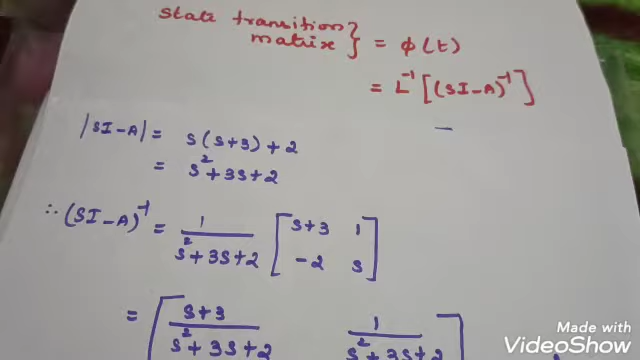 state transition } = φ(t)
matrix
= L⁻¹ [(SI-A)⁻¹]
|SI-A| = s(s+3)+2
= s²+3s+2
∴ (SI-A)⁻¹ = 1/(s²+3s+2) [s+3 1
-2 s]
= [(s+3)/(s²+3s+2) 1/(s²+3s+2)]
Made with
VideoShow